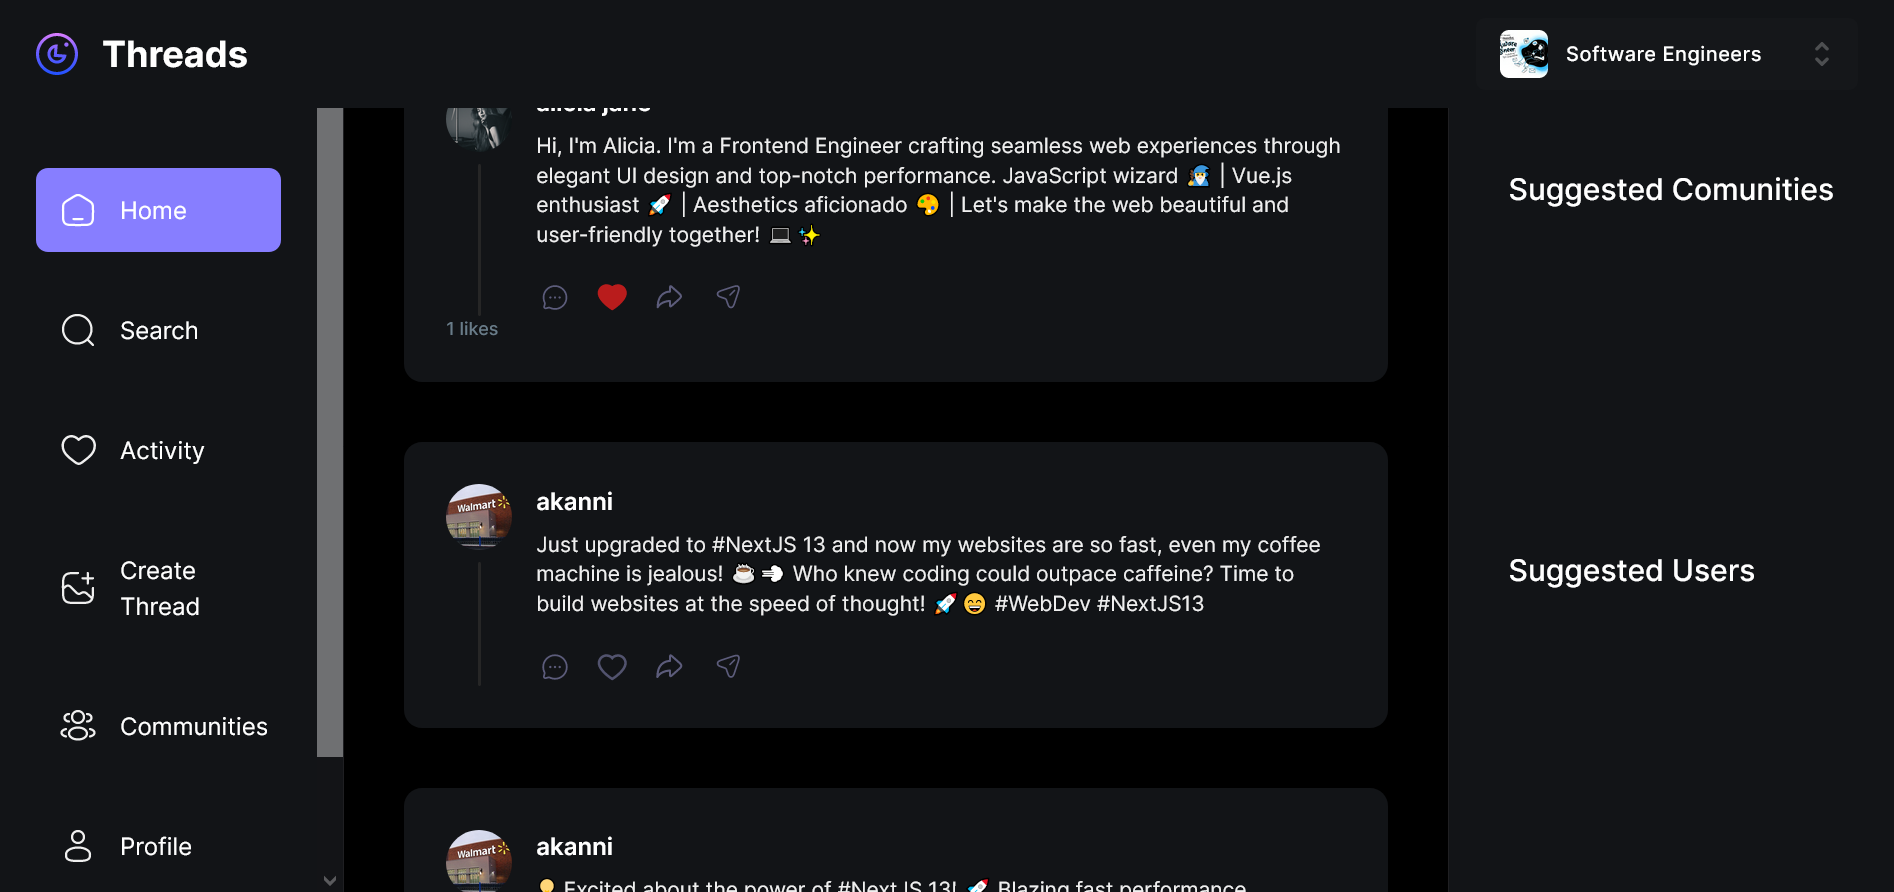 Threads
Software Engineers
Home
Search
Activity
Create
Thread
Communities
Profile
alicia jane
Hi, I'm Alicia. I'm a Frontend Engineer crafting seamless web experiences through
elegant UI design and top-notch performance. JavaScript wizard 🧙‍♂️ | Vue.js
enthusiast 🚀 | Aesthetics aficionado 🎨 | Let's make the web beautiful and
user-friendly together! 💻 ✨
1 likes
Walmart
akanni
Just upgraded to #NextJS 13 and now my websites are so fast, even my coffee
machine is jealous! ☕💨 Who knew coding could outpace caffeine? Time to
build websites at the speed of thought! 🚀😄 #WebDev #NextJS13
Walmart
akanni
Excited about the power of #NextJS 13! 🚀 Blazing fast performance,
Suggested Comunities
Suggested Users